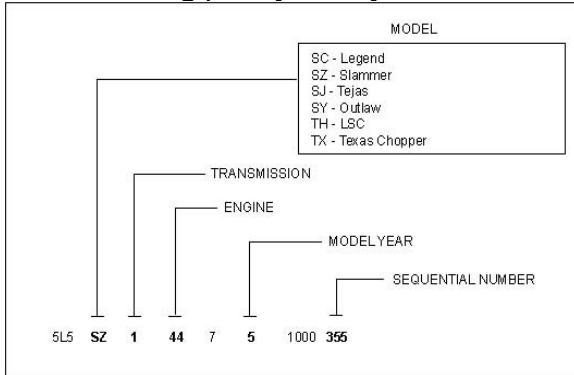 MODEL
SC - Legend
SZ - Slammer
SJ - Tejas
SY - Outlaw
TH - LSC
TX - Texas Chopper
TRANSMISSION
ENGINE
MODEL YEAR
SEQUENTIAL NUMBER
5L5 SZ 1 44 7 5 1000 355